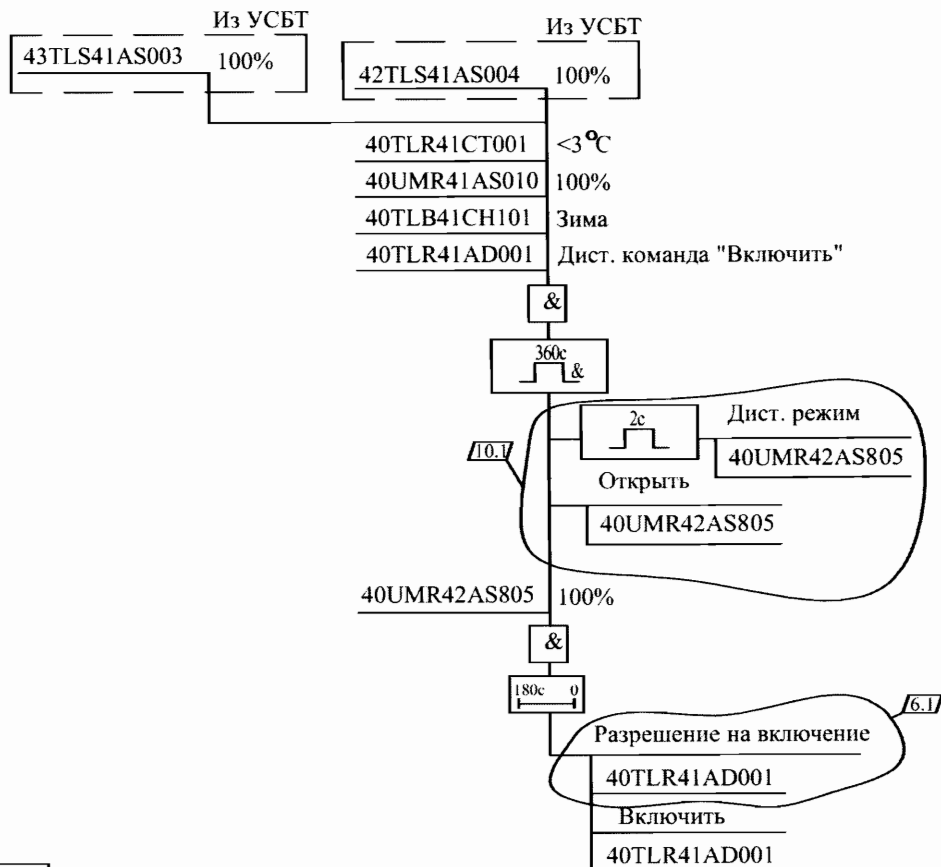 Из УСБТ
43TLS41AS003 100%
Из УСБТ
42TLS41AS004 100%
40TLR41CT001 <3°C
40UMR41AS010 100%
40TLB41CH101 Зима
40TLR41AD001 Дист. команда "Включить"
&
360с
&
2с
Дист. режим
40UMR42AS805
10.1
Открыть
40UMR42AS805
40UMR42AS805 100%
&
180с 0
6.1
Разрешение на включение
40TLR41AD001
Включить
40TLR41AD001